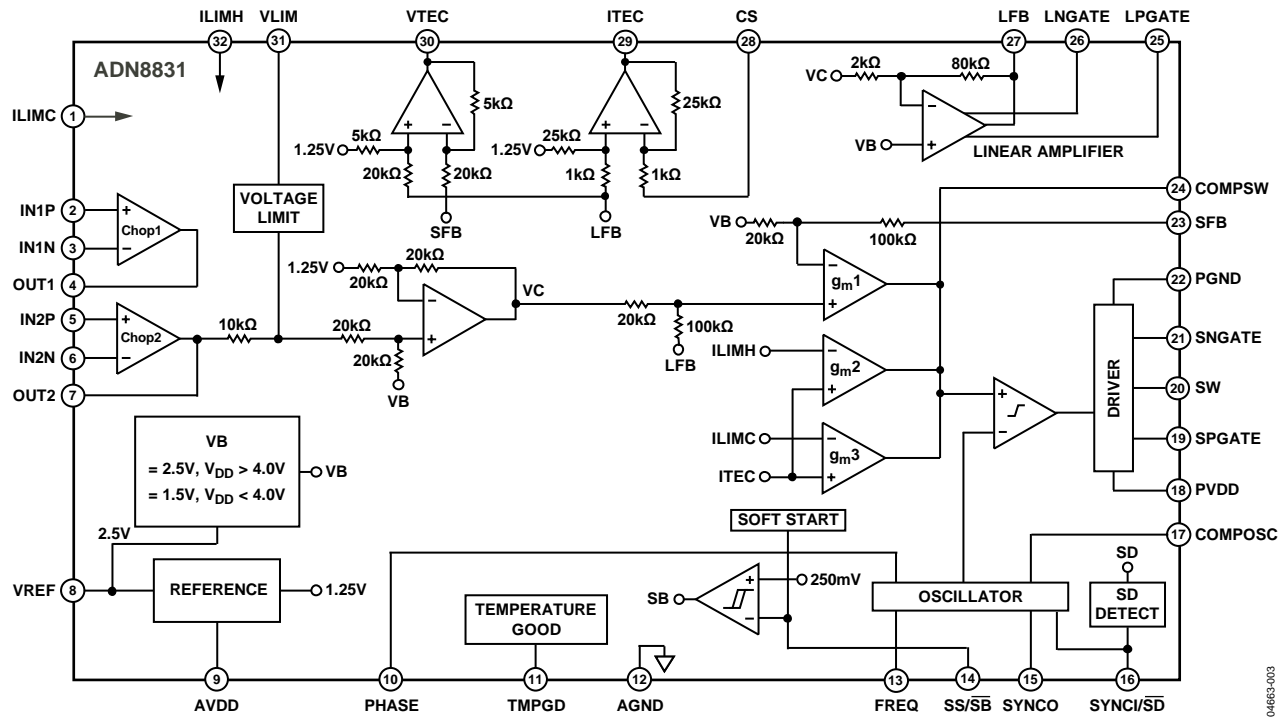 ILIMH VLIM VTEC ITEC CS LFB LNGATE LPGATE
32 31 30 29 28 27 26 25
ADN8831
ILIMC 1
IN1P 2
IN1N 3
OUT1 4
IN2P 5
IN2N 6
OUT2 7
+
Chop1
–
+
Chop2
–
VOLTAGE
LIMIT
10kΩ
5kΩ
5kΩ
1.25V
+ –
20kΩ 20kΩ
SFB
25kΩ
25kΩ
1.25V
+ –
1kΩ 1kΩ
LFB
VC 2kΩ 80kΩ
–
+
VB
LINEAR AMPLIFIER
1.25V
20kΩ
20kΩ
VC
–
+
20kΩ
20kΩ
VB
20kΩ
100kΩ
LFB
VB
20kΩ
100kΩ
–
gm1
+
ILIMH
–
gm2
+
ILIMC
–
gm3
+
ITEC
+
–
DRIVER
24 COMPSW
23 SFB
22 PGND
21 SNGATE
20 SW
19 SPGATE
18 PVDD
17 COMPOSC
VB
= 2.5V, VDD > 4.0V
= 1.5V, VDD < 4.0V
VB
2.5V
VREF 8
REFERENCE
1.25V
TEMPERATURE
GOOD
SOFT START
SB
+
–
250mV
OSCILLATOR
SD
SD
DETECT
9 10 11 12 13 14 15 16
AVDD PHASE TMPGD AGND FREQ SS/S̅B̅ SYNCO SYNCI/S̅D̅
04663-003